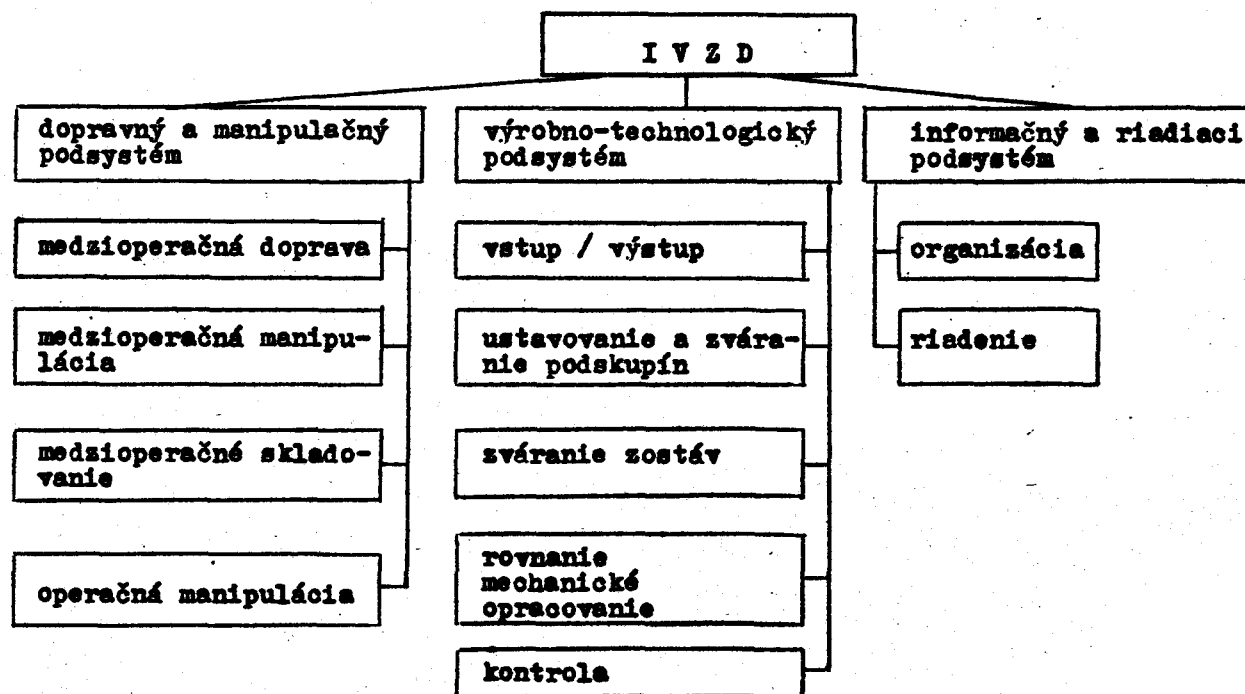 I V Z D
dopravný a manipulačný
podsystém
medzioperačná doprava
medzioperačná manipu-
lácia
medzioperačné sklado-
vanie
operačná manipulácia
výrobno-technologický
podsystém
vstup / výstup
ustavovanie a zvára-
nie podskupín
zváranie zostáv
rovnanie
mechanické
opracovanie
kontrola
informačný a riadiaci
podsystém
organizácia
riadenie